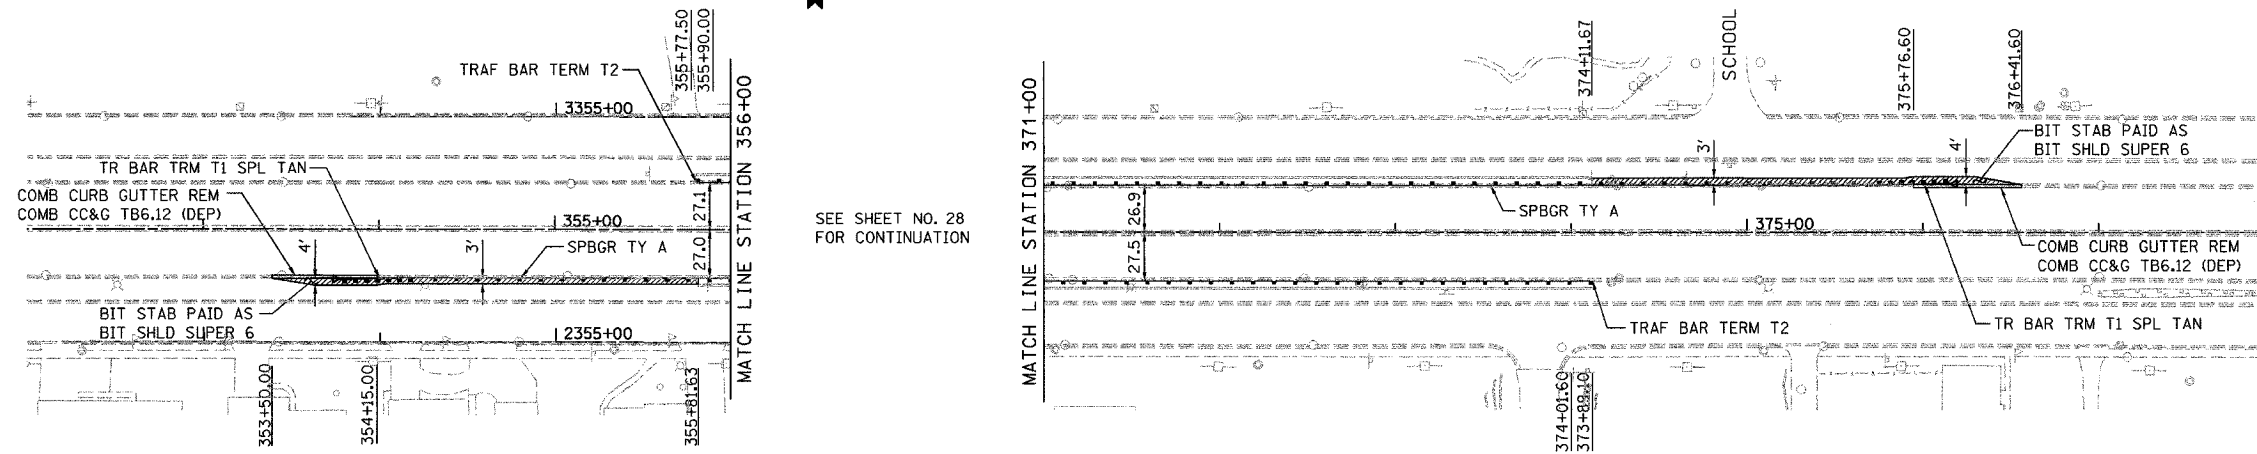 355+77.50
355+90.00
TRAF BAR TERM T2
3355+00
TR BAR TRM T1 SPL TAN
COMB CURB GUTTER REM
COMB CC&G TB6.12 (DEP)
355+00
27.1
27.0
4'
3'
SPBGR TY A
BIT STAB PAID AS
BIT SHLD SUPER 6
2355+00
353+50.00
354+15.00
355+81.63
MATCH LINE STATION 356+00
SEE SHEET NO. 28
FOR CONTINUATION
MATCH LINE STATION 371+00
374+11.67
SCHOOL
375+76.60
376+41.60
3'
4'
BIT STAB PAID AS
BIT SHLD SUPER 6
SPBGR TY A
26.9
27.5
375+00
COMB CURB GUTTER REM
COMB CC&G TB6.12 (DEP)
TRAF BAR TERM T2
TR BAR TRM T1 SPL TAN
374+01.60
373+89.10